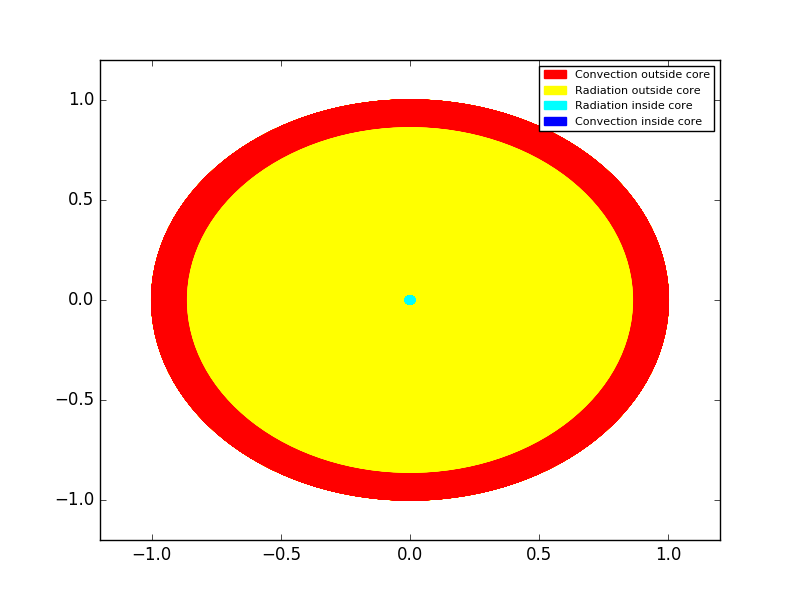 Convection outside core
Radiation outside core
Radiation inside core
Convection inside core
1.0
0.5
0.0
−0.5
−1.0
−1.0 −0.5 0.0 0.5 1.0